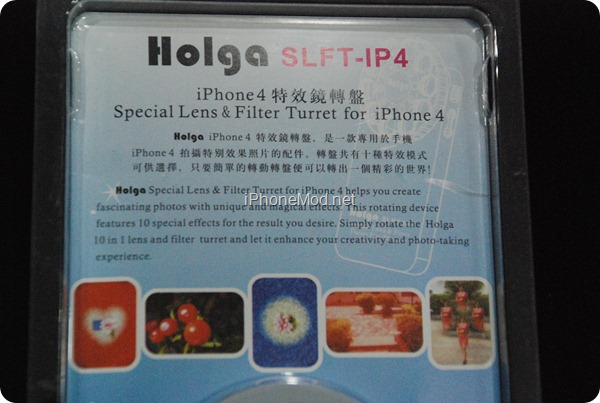 Holga SLFT-IP4
iPhone 4 特效鏡轉盤
Special Lens & Filter Turret for iPhone 4
Holga iPhone 4 特效鏡轉盤, 是一款專用於手機
iPhone 4 拍攝特別效果照片的配件, 轉盤共有十種特效模式
可供選擇, 只要簡單的轉動轉盤便可以轉出一個精彩的世界!
Holga Special Lens & Filter Turret for iPhone 4 helps you create
fascinating photos with unique and magical effects. This rotating device
iPhoneMod.net
features 10 special effects for the result you desire. Simply rotate the Holga
10 in 1 lens and filter turret and let it enhance your creativity and photo-taking
experience.